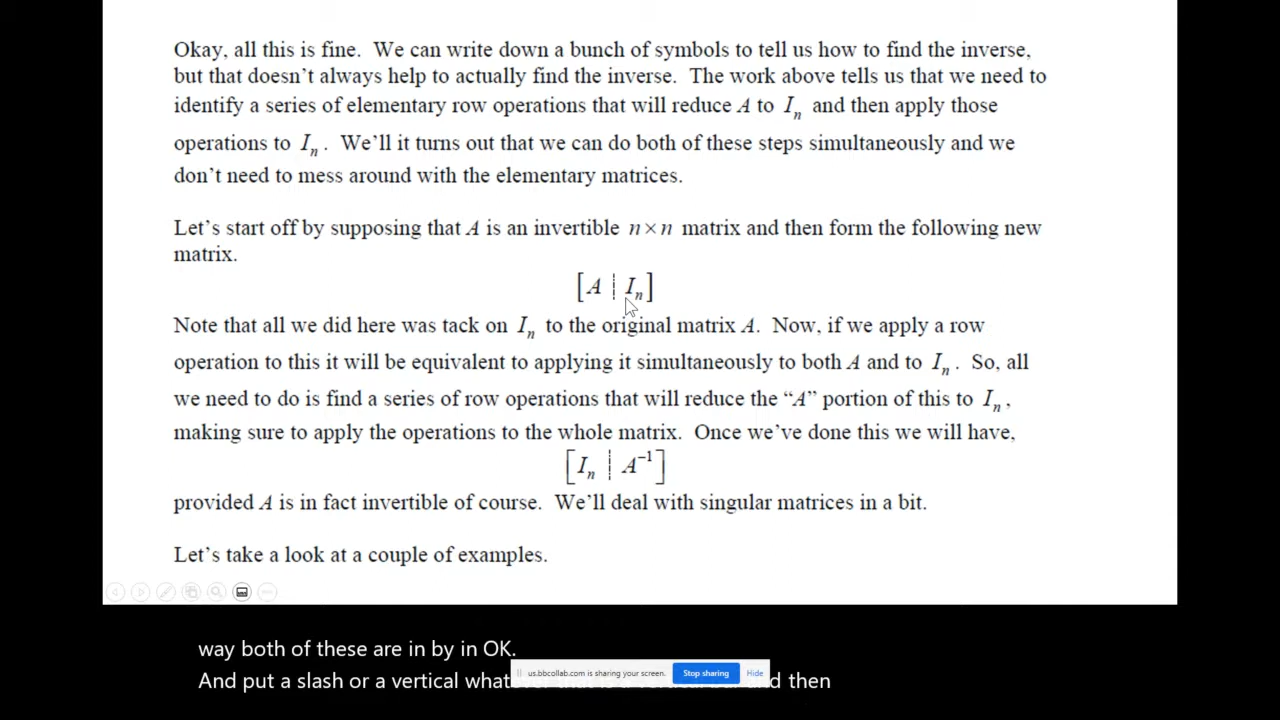 Okay, all this is fine. We can write down a bunch of symbols to tell us how to find the inverse,
but that doesn't always help to actually find the inverse. The work above tells us that we need to
identify a series of elementary row operations that will reduce A to Iₙ and then apply those
operations to Iₙ. We'll it turns out that we can do both of these steps simultaneously and we
don't need to mess around with the elementary matrices.
Let's start off by supposing that A is an invertible n×n matrix and then form the following new
matrix.
[A ¦ Iₙ]
Note that all we did here was tack on Iₙ to the original matrix A. Now, if we apply a row
operation to this it will be equivalent to applying it simultaneously to both A and to Iₙ. So, all
we need to do is find a series of row operations that will reduce the “A” portion of this to Iₙ,
making sure to apply the operations to the whole matrix. Once we've done this we will have,
[Iₙ ¦ A⁻¹]
provided A is in fact invertible of course. We'll deal with singular matrices in a bit.
Let's take a look at a couple of examples.
way both of these are in by in OK.
And put a slash or a vertical then
us.bbcollab.com is sharing your screen. Stop sharing Hide